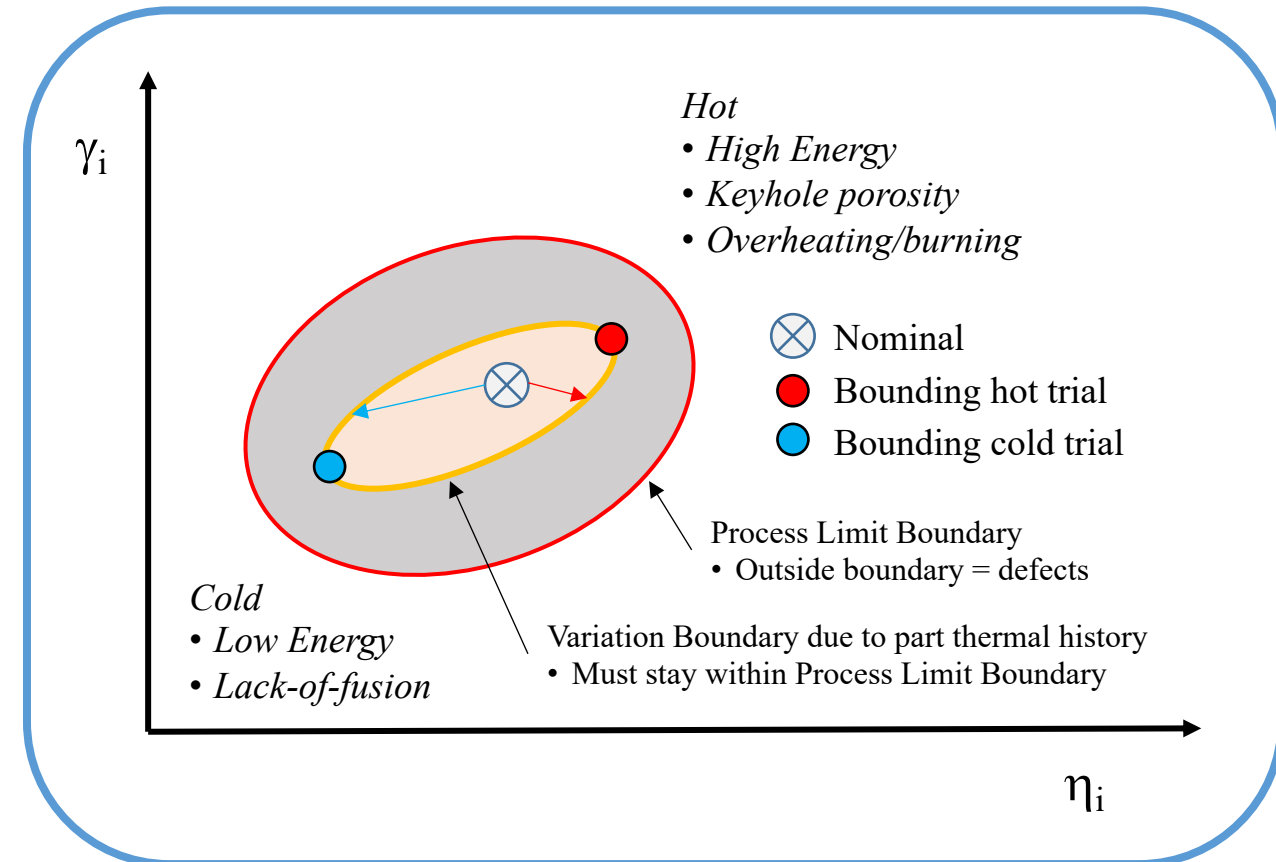 γi
Hot
• High Energy
• Keyhole porosity
• Overheating/burning
Nominal
Bounding hot trial
Bounding cold trial
Process Limit Boundary
• Outside boundary = defects
Cold
• Low Energy
• Lack-of-fusion
Variation Boundary due to part thermal history
• Must stay within Process Limit Boundary
ηi